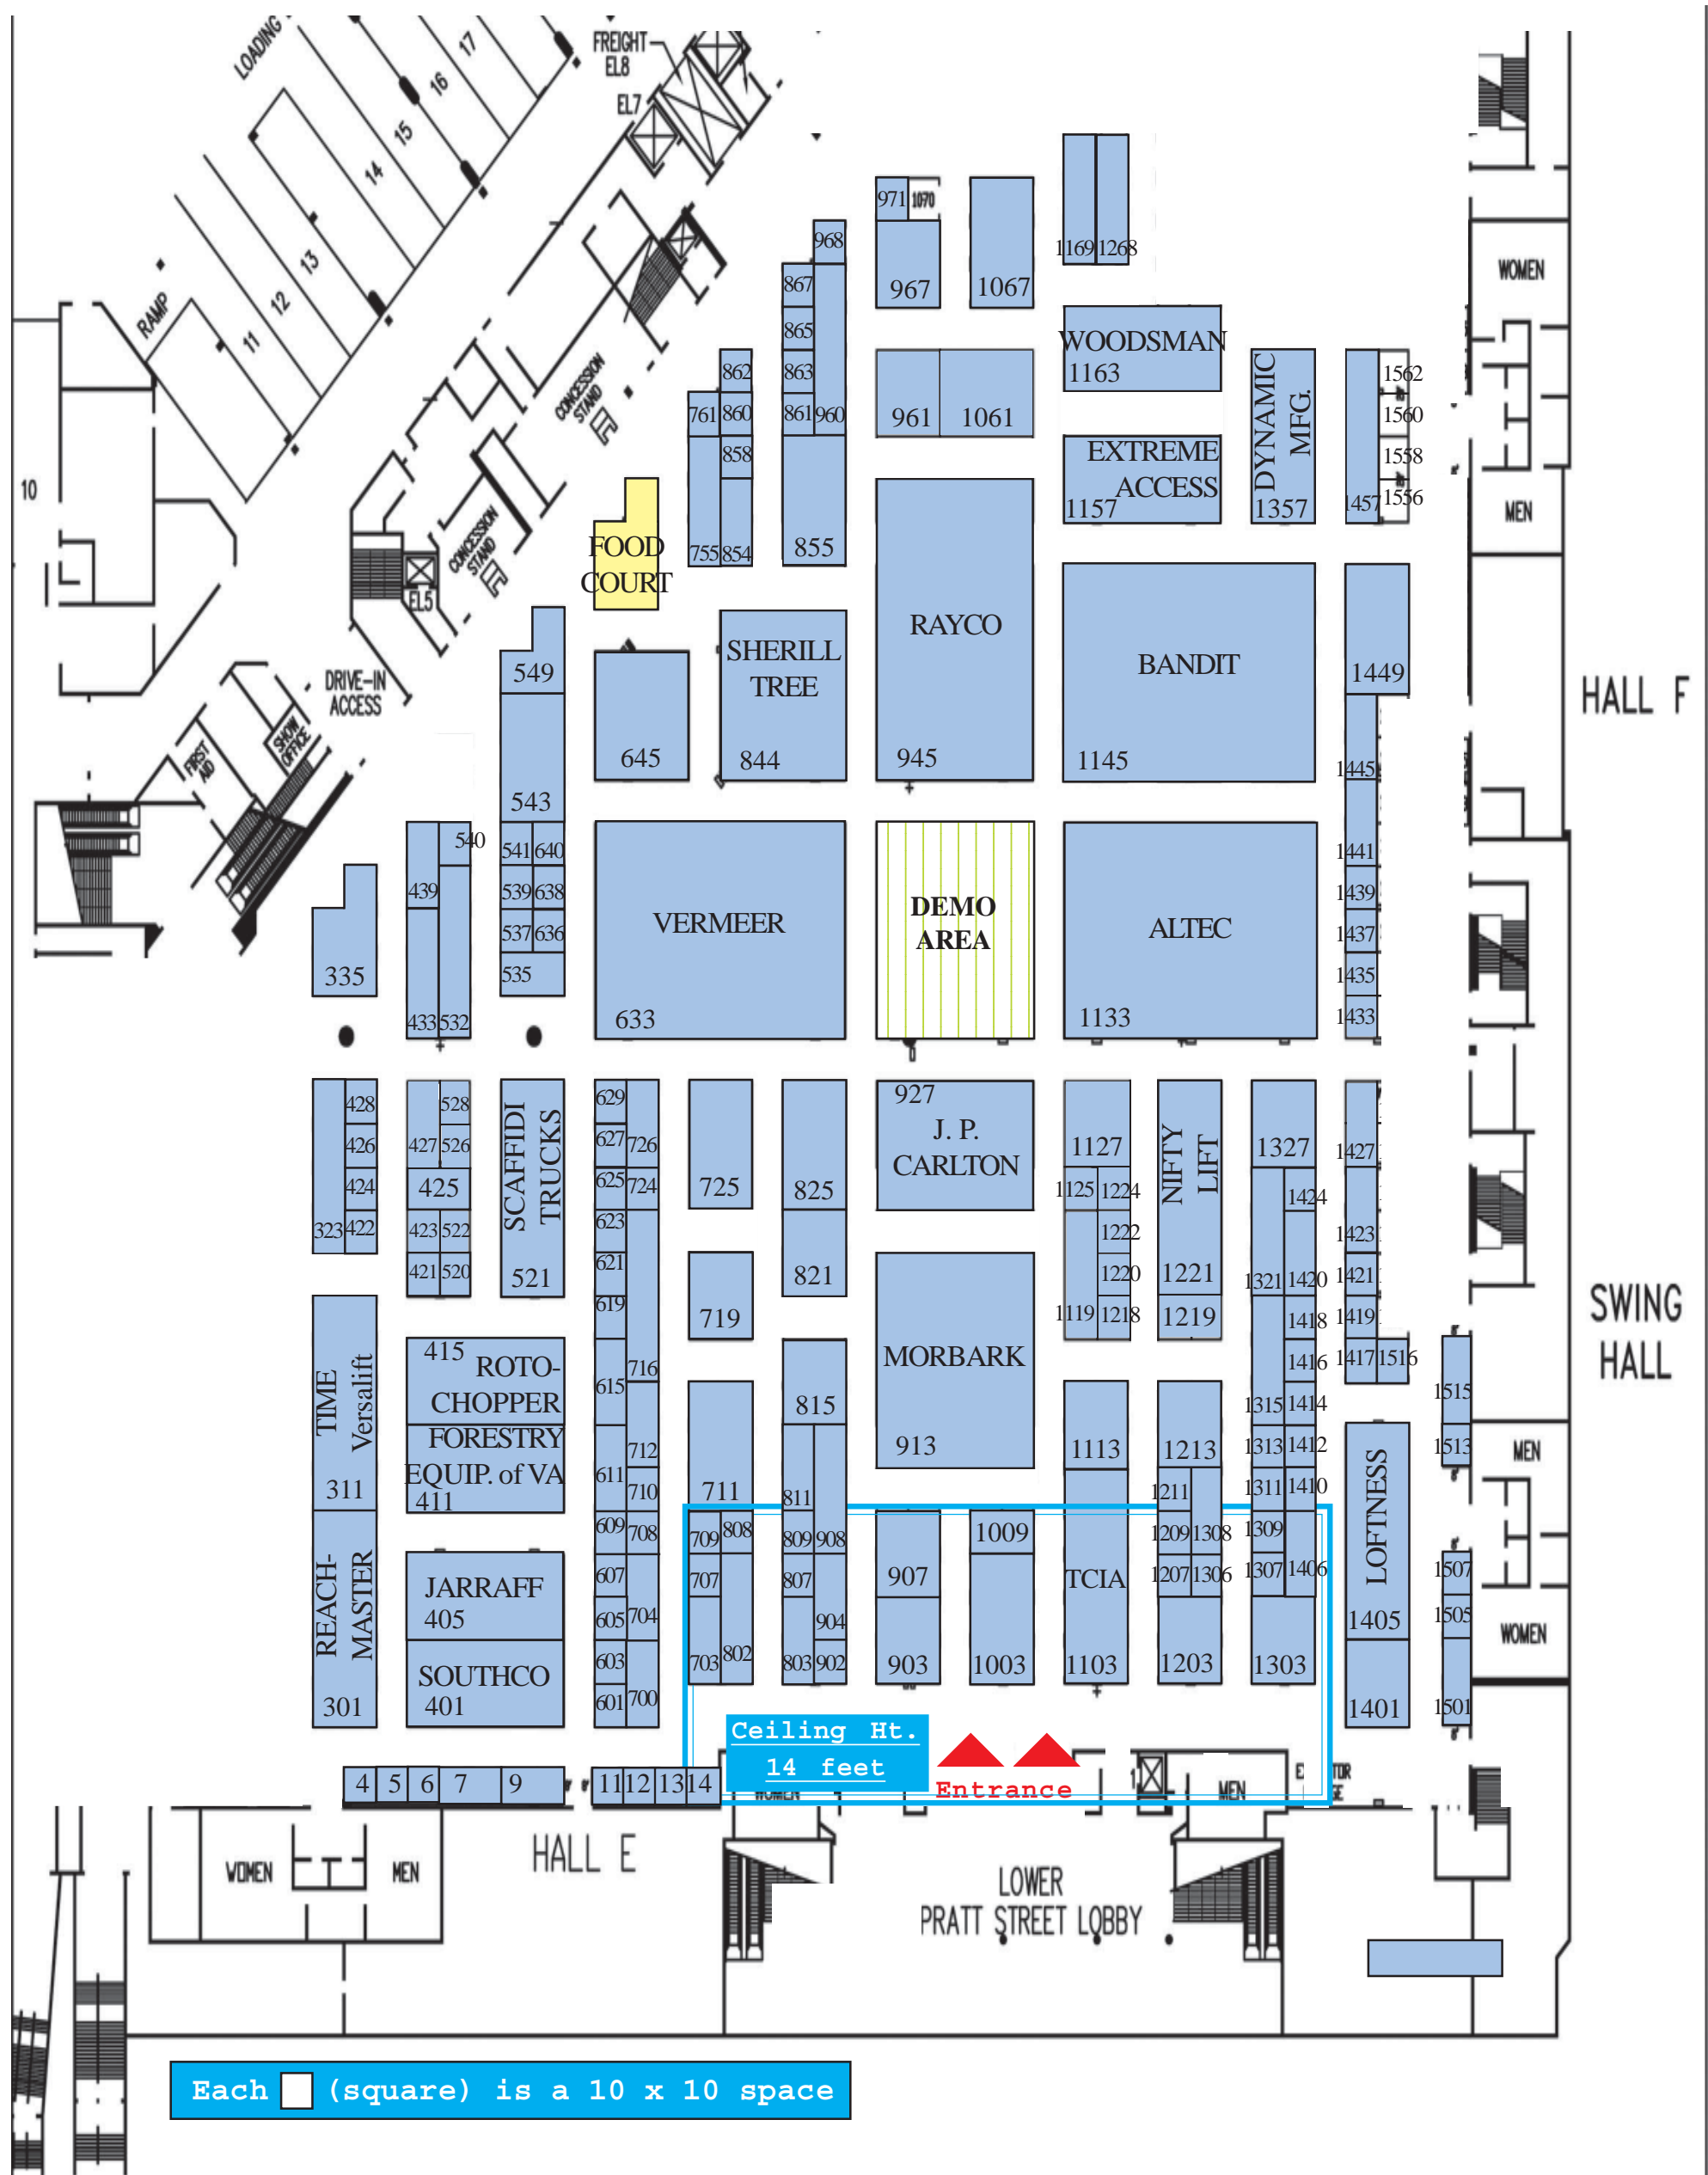 LOADING
17
16
15
14
13
12
11
RAMP
10
FREIGHT
EL8
EL7
CONCESSION
STAND
CONCESSION
STAND
EL5
DRIVE-IN
ACCESS
SHOW
OFFICE
FIRST
AID
971
1070
968
967
1067
1169
1268
WOMEN
867
865
863
861
960
862
761
860
858
755
854
855
961
1061
WOODSMAN
1163
EXTREME
ACCESS
1157
DYNAMIC
MFG.
1357
1457
1562
1560
1558
1556
MEN
FOOD
COURT
549
543
645
SHERILL
TREE
844
RAYCO
945
BANDIT
1145
1449
1445
HALL F
540
541
640
439
539
638
537
636
535
335
433
532
VERMEER
633
DEMO
AREA
ALTEC
1133
1441
1439
1437
1435
1433
428
426
424
323
422
528
427
526
425
423
522
421
520
SCAFFIDI
TRUCKS
521
629
627
726
625
724
623
621
619
716
615
712
611
710
609
708
607
605
704
603
601
700
725
719
825
821
927
J. P.
CARLTON
1127
1125
1224
1222
1220
1119
1218
NIFTY
LIFT
1221
1219
1327
1424
1321
1420
1418
1416
1315
1414
1313
1412
1311
1410
1309
1307
1406
1303
1427
1423
1421
1419
1417
1516
1515
1513
SWING
HALL
TIME
Versalift
311
415
ROTO-
CHOPPER
FORESTRY
EQUIP. of VA
411
REACH-
MASTER
301
JARRAFF
405
SOUTHCO
401
711
709
808
707
703
802
815
811
809
908
807
904
803
902
MORBARK
913
907
903
1009
1003
1113
TCIA
1103
1213
1211
1209
1308
1207
1306
1203
LOFTNESS
1405
1401
1507
1505
1501
MEN
WOMEN
4
5
6
7
9
11
12
13
14
Ceiling Ht.
14 feet
Entrance
WOMEN
MEN
WOMEN
MEN
HALL E
LOWER
PRATT STREET LOBBY
Each (square) is a 10 x 10 space